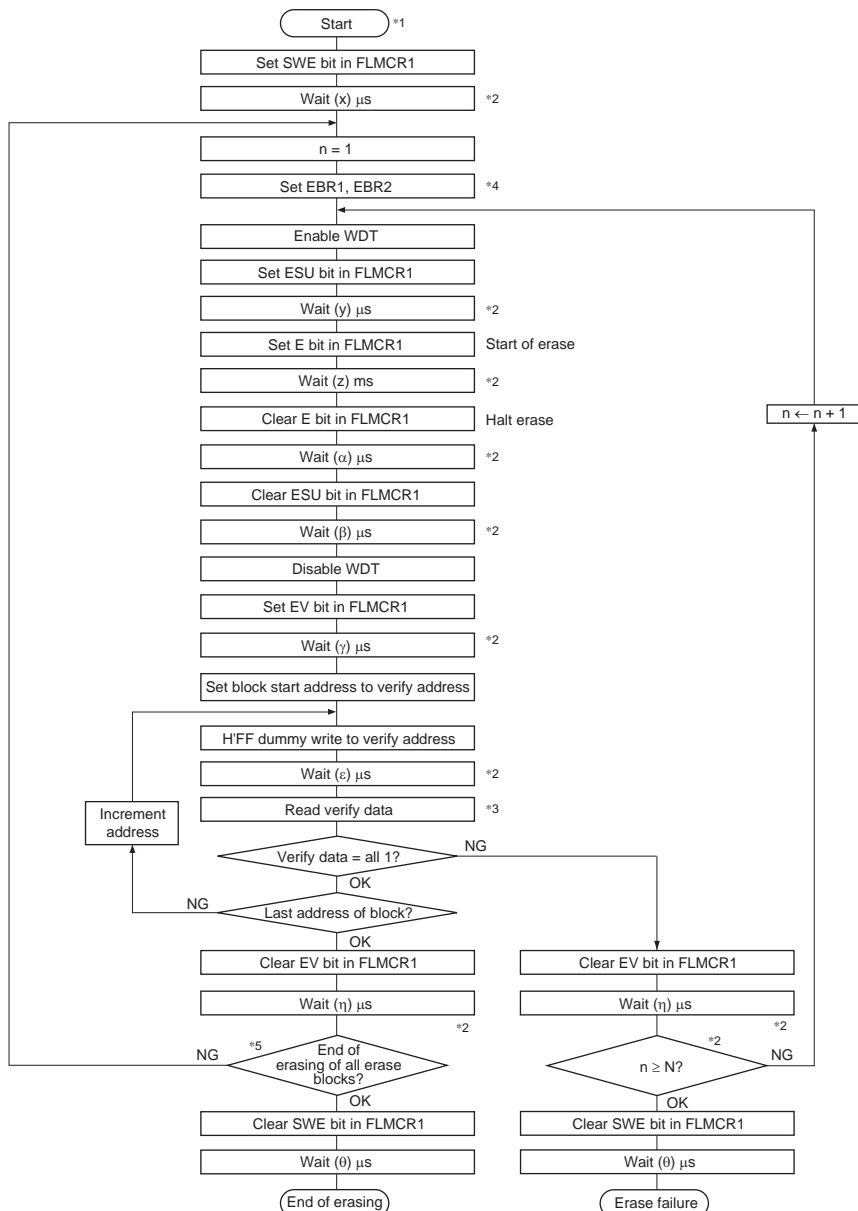 Start *1
Set SWE bit in FLMCR1
Wait (x) μs *2
n = 1
Set EBR1, EBR2 *4
Enable WDT
Set ESU bit in FLMCR1
Wait (y) μs *2
Set E bit in FLMCR1 Start of erase
Wait (z) ms *2
n ← n + 1
Clear E bit in FLMCR1 Halt erase
Wait (α) μs *2
Clear ESU bit in FLMCR1
Wait (β) μs *2
Disable WDT
Set EV bit in FLMCR1
Wait (γ) μs *2
Set block start address to verify address
H'FF dummy write to verify address
Wait (ε) μs *2
Read verify data *3
Increment
address
Verify data = all 1? NG
OK
NG Last address of block?
OK
Clear EV bit in FLMCR1 Clear EV bit in FLMCR1
Wait (η) μs Wait (η) μs
*2 *2
*5 *2
NG End of
erasing of all erase
blocks?
n ≥ N? NG
OK OK
Clear SWE bit in FLMCR1 Clear SWE bit in FLMCR1
Wait (θ) μs Wait (θ) μs
End of erasing Erase failure